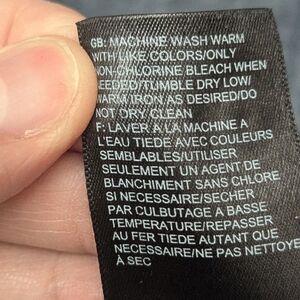 GB: MACHINE WASH WARM
WITH LIKE COLORS/ONLY
NON-CHLORINE BLEACH WHEN
NEEDED/TUMBLE DRY LOW/
WARM IRON AS DESIRED/DO
NOT DRY CLEAN
F: LAVER A LA MACHINE A
L'EAU TIEDE AVEC COULEURS
SEMBLABLES/UTILISER
SEULEMENT UN AGENT DE
BLANCHIMENT SANS CHLORE
SI NECESSAIRE/SECHER
PAR CULBUTAGE A BASSE
TEMPERATURE/REPASSER
AU FER TIEDE AUTANT QUE
NECESSAIRE/NE PAS NETTOYE
À SEC